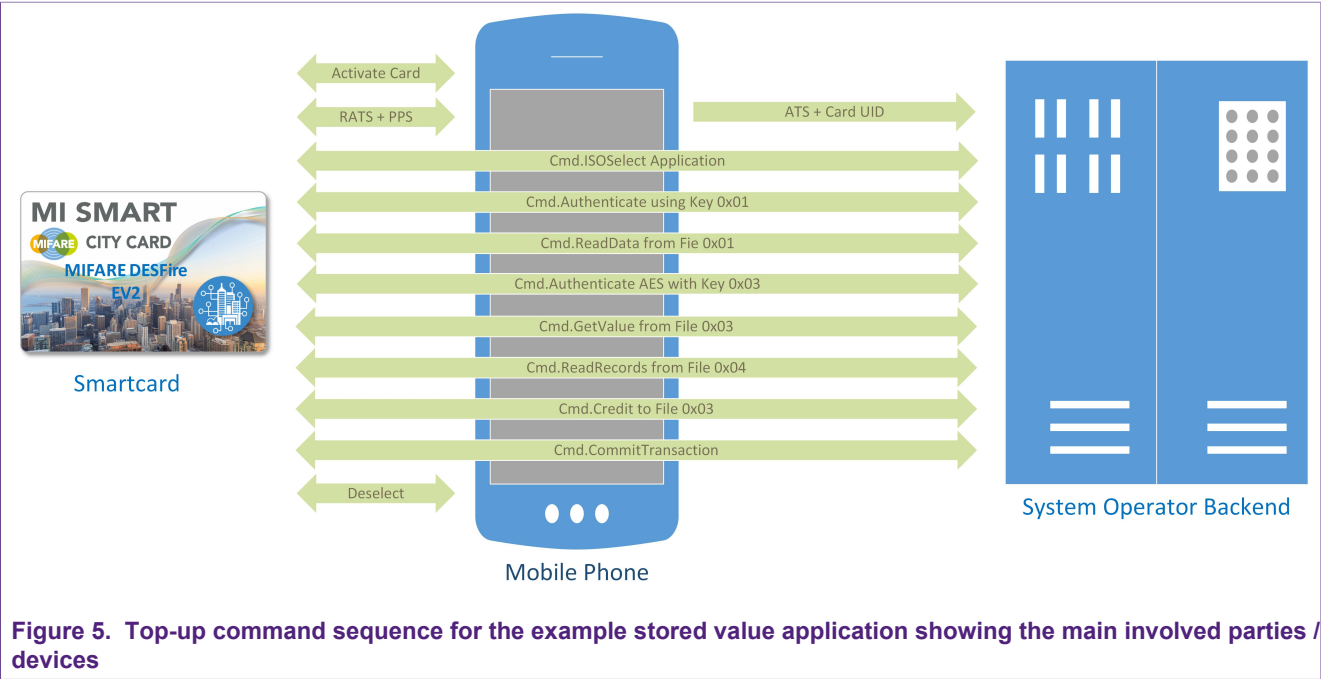 Activate Card
RATS + PPS
ATS + Card UID
Cmd.ISOSelect Application
Cmd.Authenticate using Key 0x01
Cmd.ReadData from Fie 0x01
Cmd.Authenticate AES with Key 0x03
Cmd.GetValue from File 0x03
Cmd.ReadRecords from File 0x04
Cmd.Credit to File 0x03
Cmd.CommitTransaction
Deselect
MI SMART
MIFARE CITY CARD
MIFARE DESFire
EV2
Smartcard
Mobile Phone
System Operator Backend
Figure 5. Top-up command sequence for the example stored value application showing the main involved parties /
devices